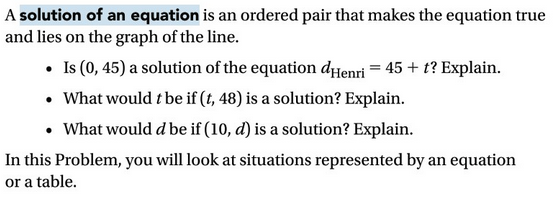 A solution of an equation is an ordered pair that makes the equation true
and lies on the graph of the line.
• Is (0, 45) a solution of the equation dHenri = 45 + t? Explain.
• What would t be if (t, 48) is a solution? Explain.
• What would d be if (10, d) is a solution? Explain.
In this Problem, you will look at situations represented by an equation
or a table.